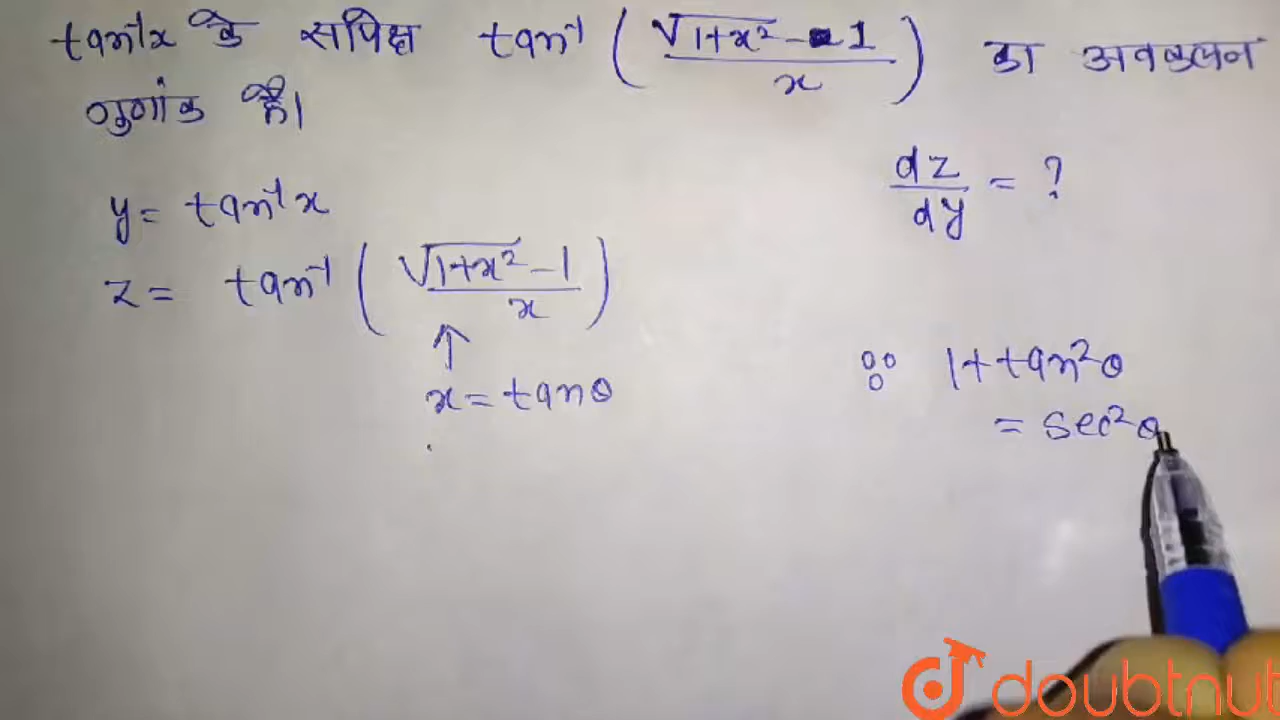 tan⁻¹x के सापेक्ष tan⁻¹ ( √1+x² - 1 / x ) का अवकलन
गुणांक है।
dz/dy = ?
y = tan⁻¹x
z = tan⁻¹ ( √1+x² - 1 / x )
↑
x = tanθ
∵ 1 + tan²θ
= sec²θ
doubtnut